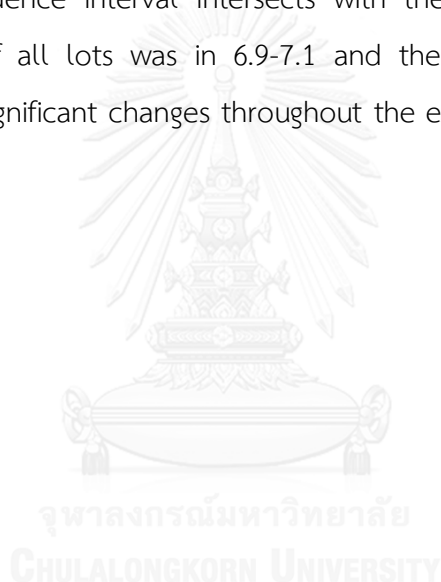 dence interval intersects with the
all lots was in 6.9-7.1 and the
gnificant changes throughout the e
จุฬาลงกรณ์มหาวิทยาลัย
CHULALONGKORN UNIVERSITY